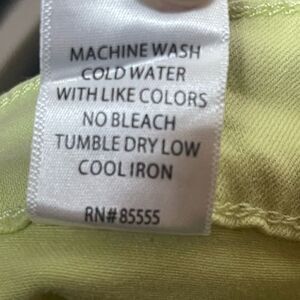 MACHINE WASH
COLD WATER
WITH LIKE COLORS
NO BLEACH
TUMBLE DRY LOW
COOL IRON
RN#85555